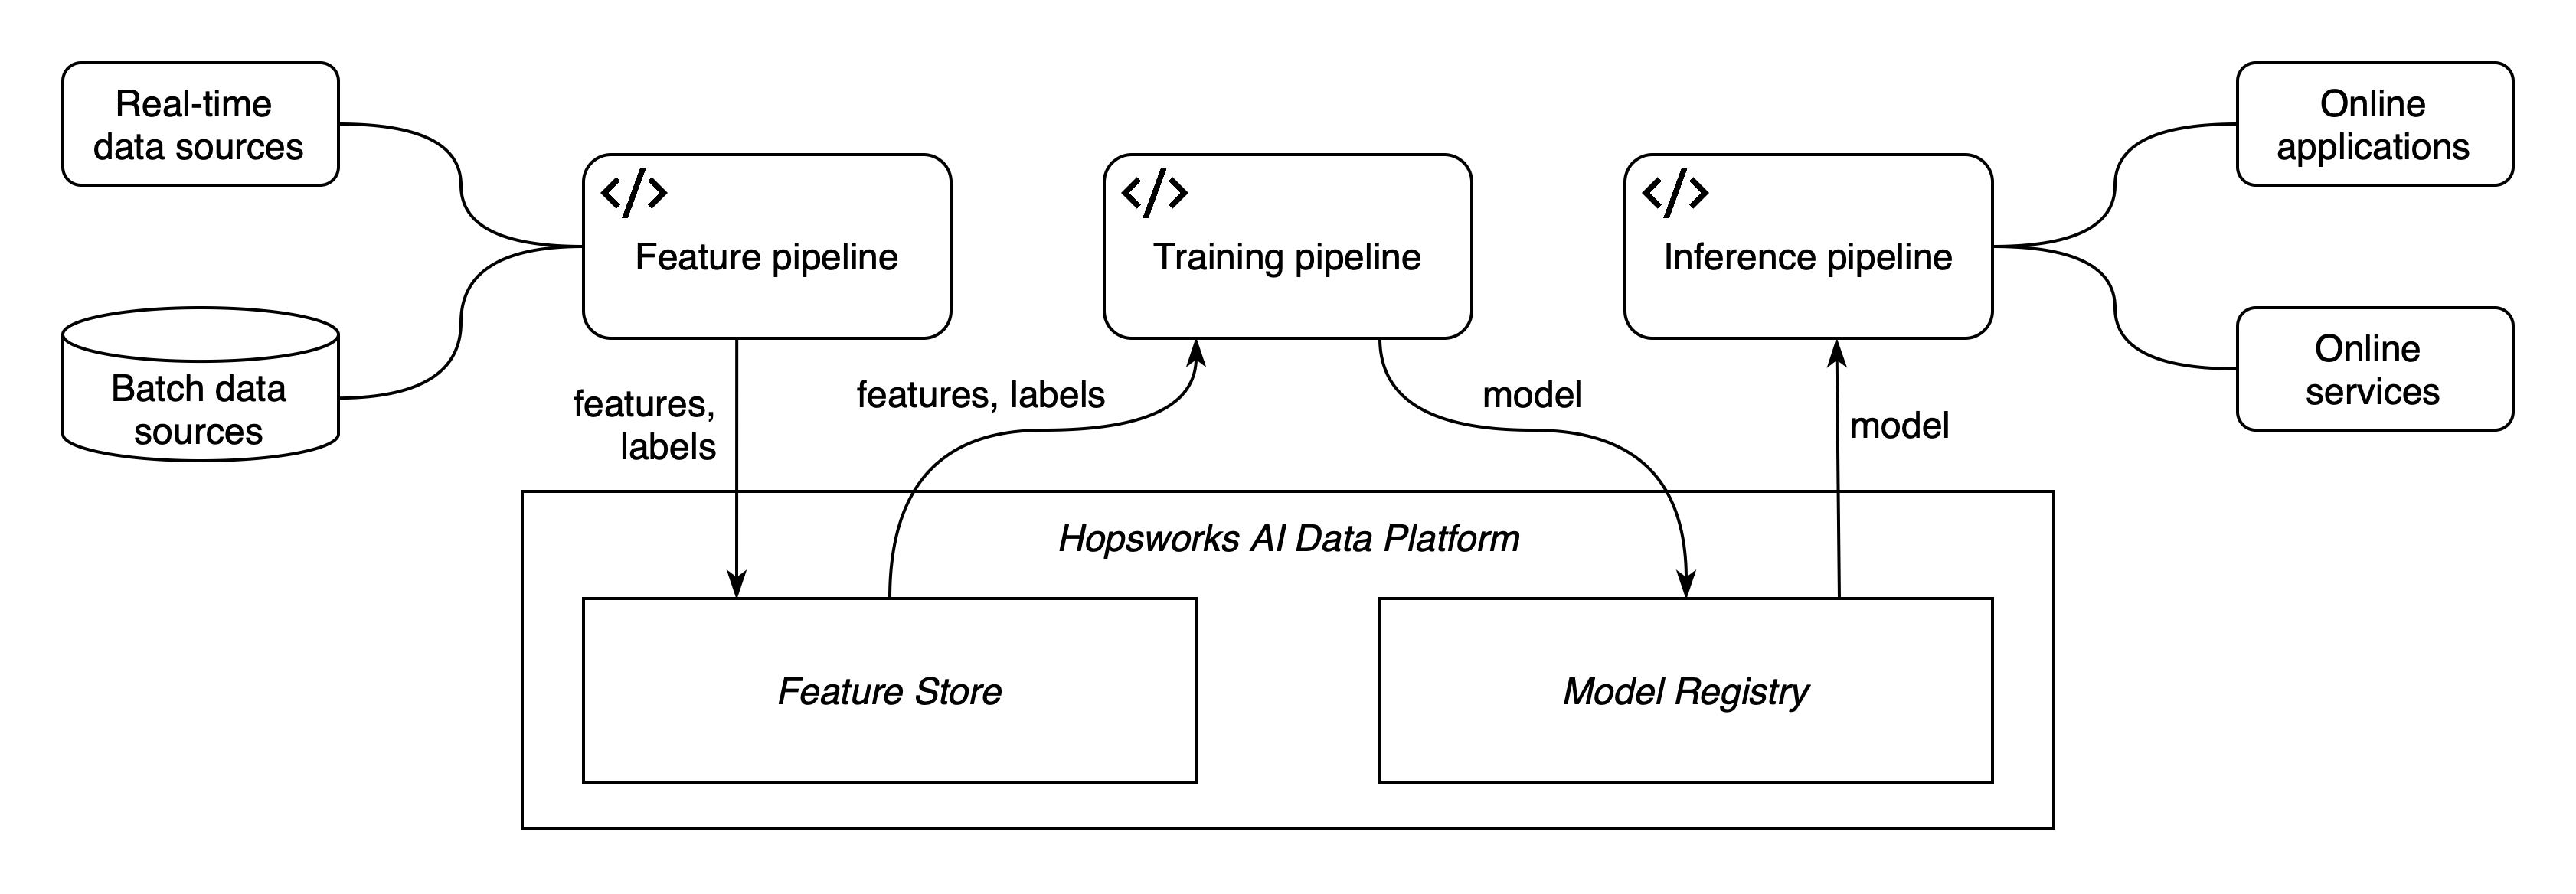 Real-time
data sources
Batch data
sources
</>
Feature pipeline
</>
Training pipeline
</>
Inference pipeline
Online
applications
Online
services
features,
labels
features, labels
model
model
Hopsworks AI Data Platform
Feature Store
Model Registry